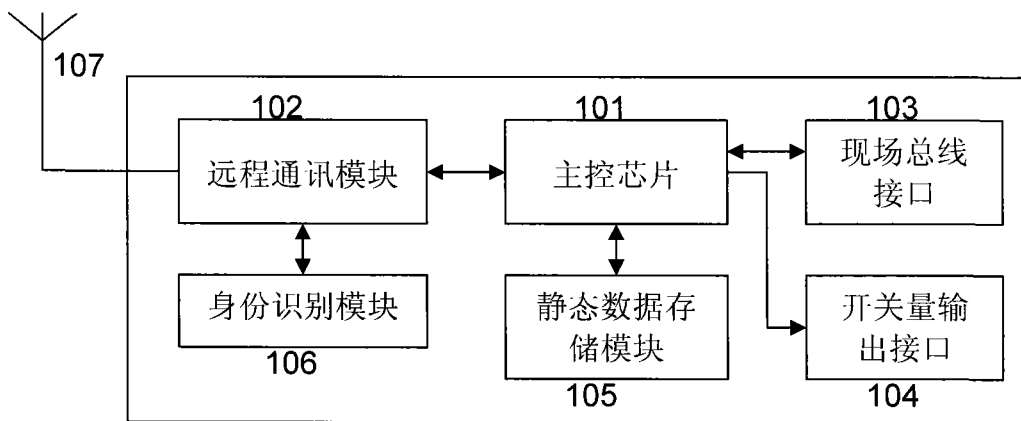 107
102
101
103
远程通讯模块
主控芯片
现场总线
接口
身份识别模块
静态数据存
储模块
开关量输
出接口
106
105
104